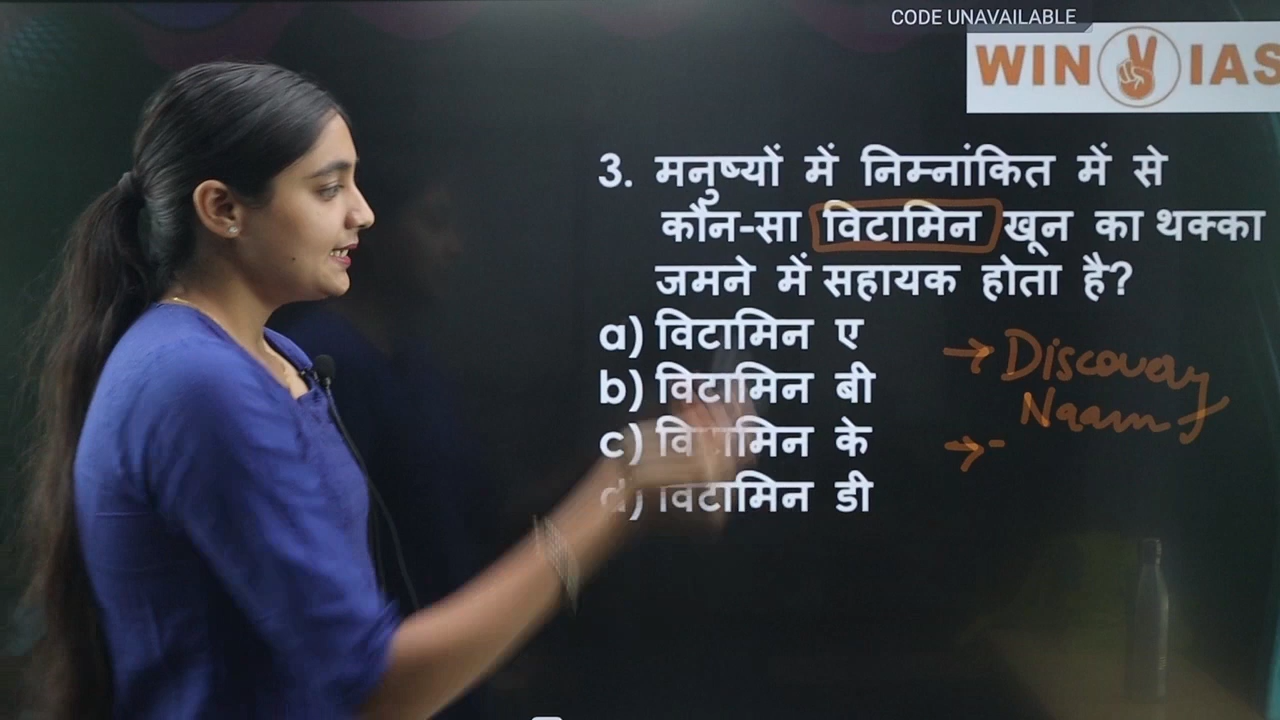 CODE UNAVAILABLE
WIN IAS
3. मनुष्यों में निम्नांकित में से
कौन-सा विटामिन खून का थक्का
जमने में सहायक होता है?
a) विटामिन ए
b) विटामिन बी
c) विटामिन के
d) विटामिन डी
→ Discovery
Naam
→ -